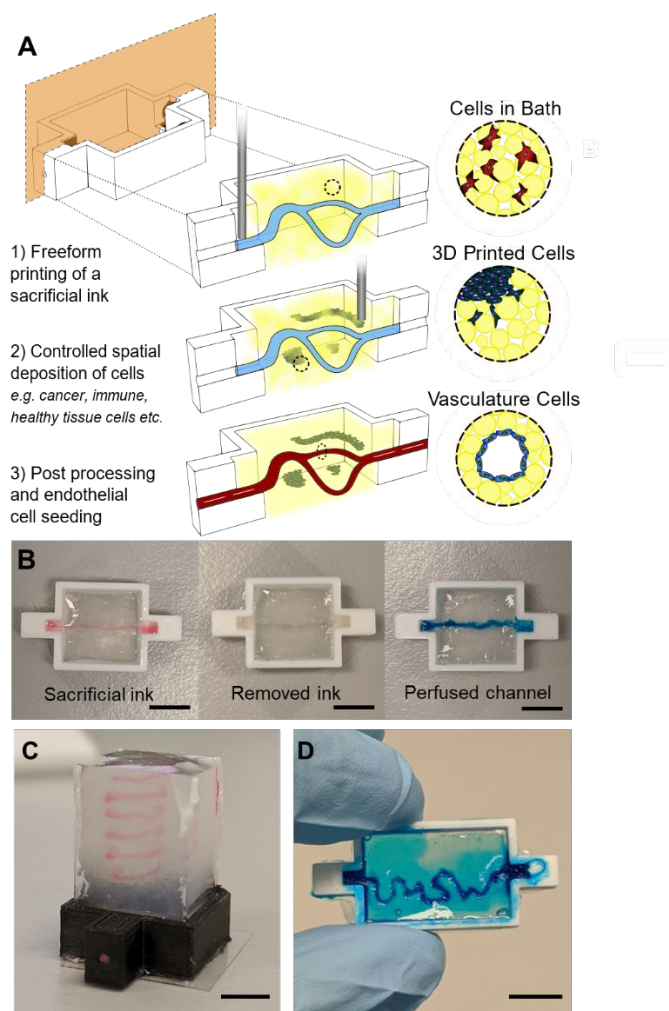 A
Cells in Bath
1) Freeform
printing of a
sacrificial ink
3D Printed Cells
2) Controlled spatial
deposition of cells
e.g. cancer, immune,
healthy tissue cells etc.
Vasculature Cells
3) Post processing
and endothelial
cell seeding
B
Sacrificial ink
Removed ink
Perfused channel
C
D